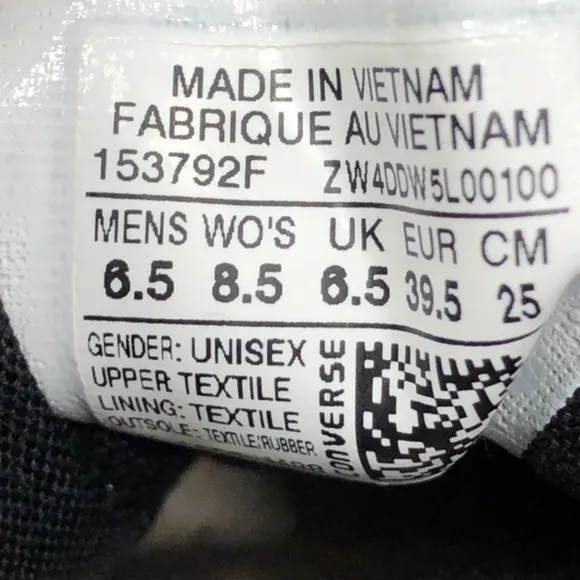 MADE IN VIETNAM
FABRIQUE AU VIETNAM
153792F ZW4DDW5L00100
MENS WO'S UK EUR CM
6.5 8.5 6.5 39.5 25
GENDER: UNISEX
UPPER TEXTILE
LINING: TEXTILE
OUTSOLE: TEXTILE/RUBBER
CONVERSE